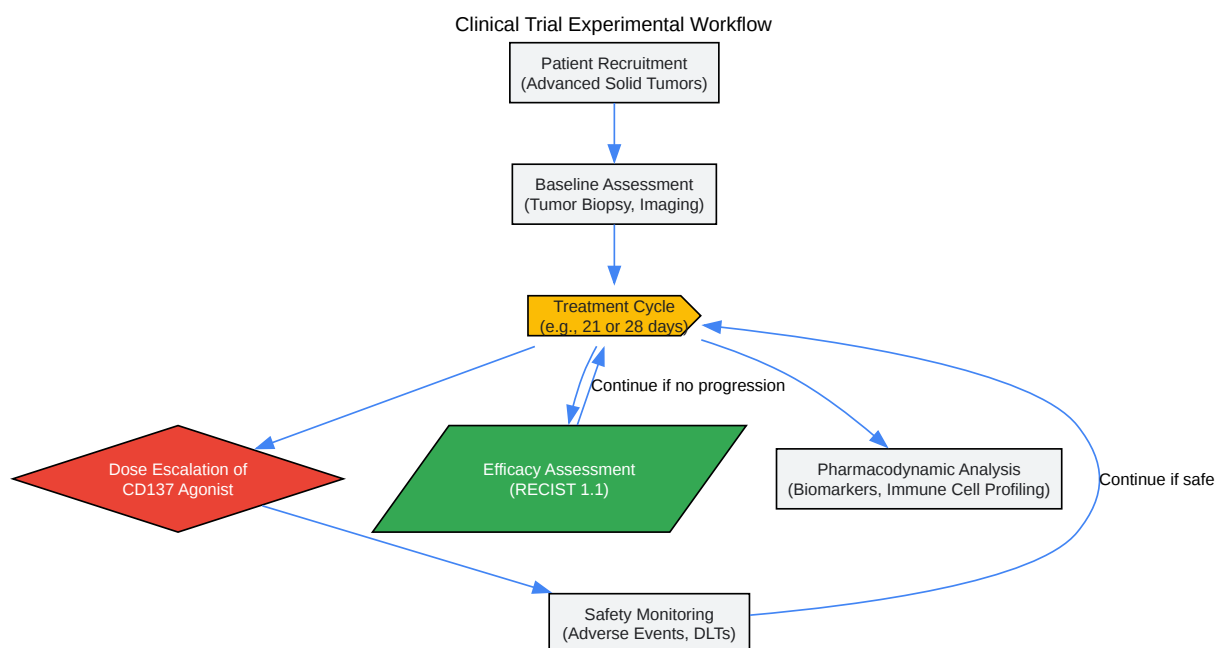 Clinical Trial Experimental Workflow
Patient Recruitment
(Advanced Solid Tumors)
Baseline Assessment
(Tumor Biopsy, Imaging)
Treatment Cycle
(e.g., 21 or 28 days)
Continue if no progression
Dose Escalation of
CD137 Agonist
Efficacy Assessment
(RECIST 1.1)
Pharmacodynamic Analysis
(Biomarkers, Immune Cell Profiling)
Continue if safe
Safety Monitoring
(Adverse Events, DLTs)